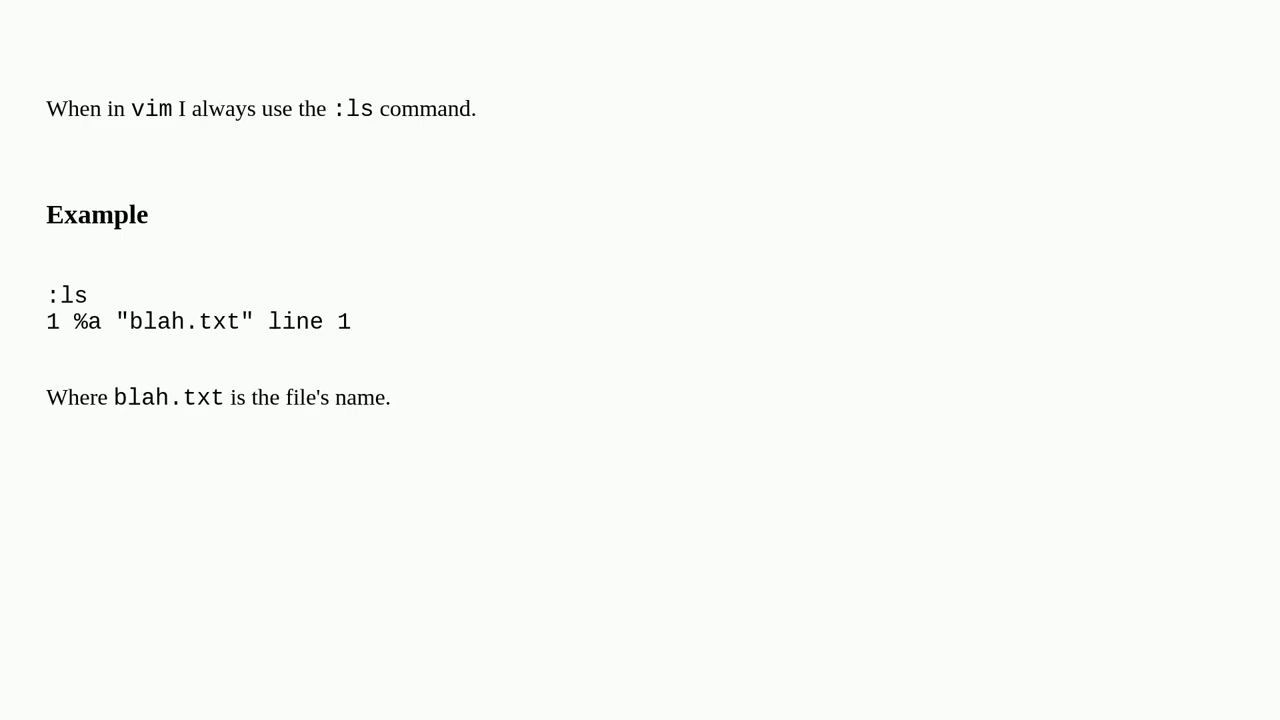 When in vim I always use the :ls command.
Example
:ls
1 %a "blah.txt" line 1
Where blah.txt is the file's name.